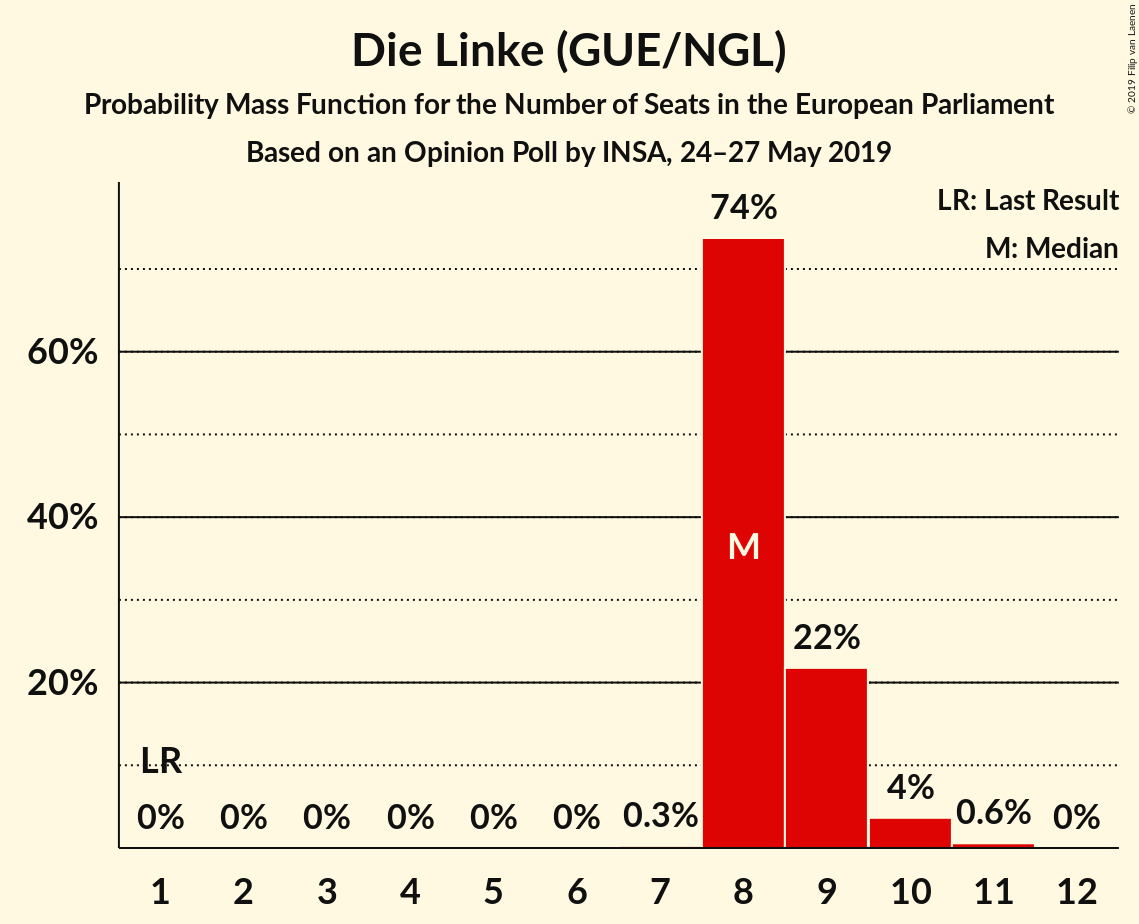 Die Linke (GUE/NGL)
Probability Mass Function for the Number of Seats in the European Parliament
Based on an Opinion Poll by INSA, 24–27 May 2019
© 2019 Filip van Laenen
LR: Last Result
M: Median
74%
60%
40%
M
22%
20%
LR
0%
0%
0%
0%
0%
0%
0.3%
4%
0.6%
0%
1 2 3 4 5 6 7 8 9 10 11 12